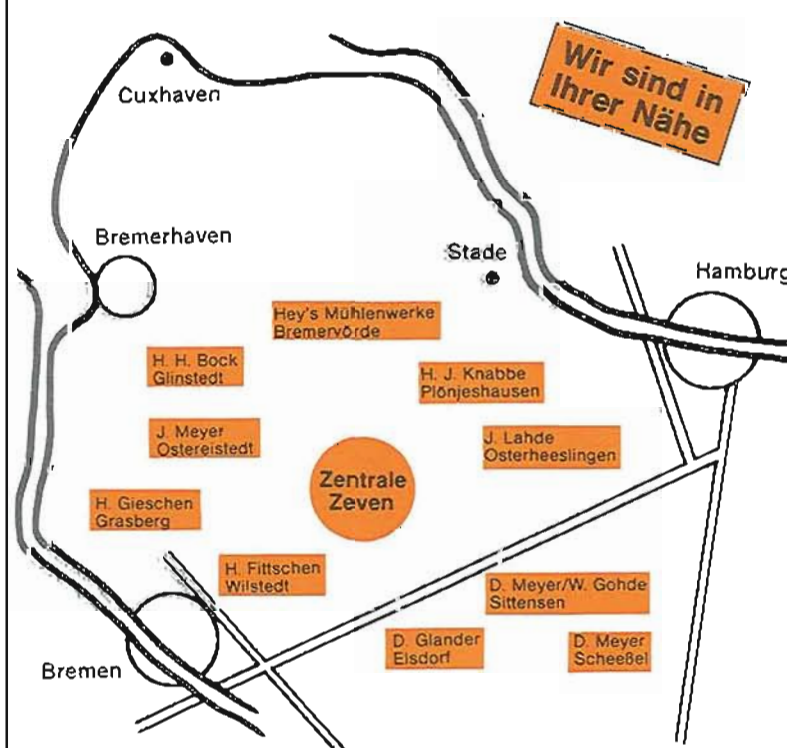 Wir sind in
Ihrer Nähe
Cuxhaven
Bremerhaven
Stade
Hamburg
Hey's Mühlenwerke
Bremervörde
H. H. Bock
Glinstedt
H. J. Knabbe
Plönjeshausen
J. Meyer
Ostereistedt
J. Lahde
Osterheeslingen
Zentrale
Zeven
H. Gieschen
Grasberg
H. Fittschen
Wilstedt
D. Meyer/W. Gohde
Sittensen
D. Glander
Elsdorf
D. Meyer
Scheeßel
Bremen